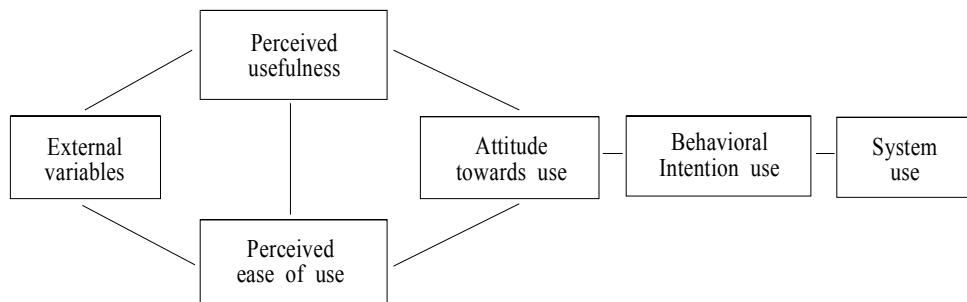 Perceived
usefulness
External
variables
Attitude
towards use
Behavioral
Intention use
System
use
Perceived
ease of use